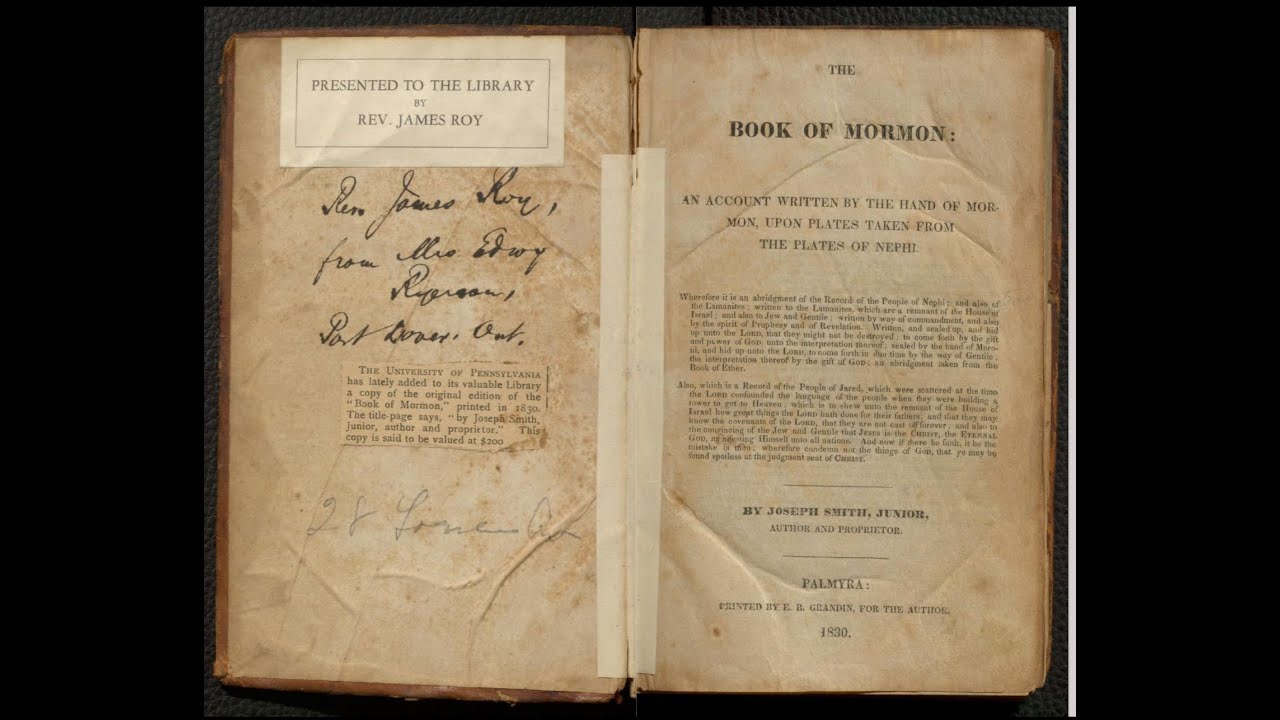 PRESENTED TO THE LIBRARY
BY
REV. JAMES ROY
Rev. James Roy,
from Mrs Edwy
Ryerson,
Port Dover. Ont.
THE UNIVERSITY OF PENNSYLVANIA
has lately added to its valuable Library
a copy of the original edition of the
"Book of Mormon," printed in 1830.
The title-page says, "by Joseph Smith,
Junior, author and proprietor." This
copy is said to be valued at $200
28
THE
BOOK OF MORMON:
AN ACCOUNT WRITTEN BY THE HAND OF MOR-
MON, UPON PLATES TAKEN FROM
THE PLATES OF NEPHI.
Wherefore it is an abridgment of the Record of the People of Nephi; and also of
the Lamanites; written to the Lamanites, which are a remnant of the House of
Israel; and also to Jew and Gentile; written by way of commandment, and also
by the spirit of Prophesy and of Revelation. Written, and sealed up, and hid
up unto the LORD, that they might not be destroyed; to come forth by the gift
and power of GOD, unto the interpretation thereof; sealed by the hand of Moro-
ni, and hid up unto the LORD, to come forth in due time by the way of Gentile;
the interpretation thereof by the gift of GOD; an abridgment taken from the
Book of Ether.
Also, which is a Record of the People of Jared, which were scattered at the time
the LORD confounded the language of the people when they were building a
tower to get to Heaven: which is to shew unto the remnant of the House of
Israel how great things the LORD hath done for their fathers; and that they may
know the covenants of the LORD, that they are not cast off forever; and also to
the convincing of the Jew and Gentile that JESUS is the CHRIST, the ETERNAL
GOD, manifesting Himself unto all nations. And now if there be fault, it be the
mistake of men; wherefore condemn not the things of GOD, that ye may be
found spotless at the judgment seat of CHRIST.
BY JOSEPH SMITH, JUNIOR,
AUTHOR AND PROPRIETOR.
PALMYRA:
PRINTED BY E. B. GRANDIN, FOR THE AUTHOR.
1830.